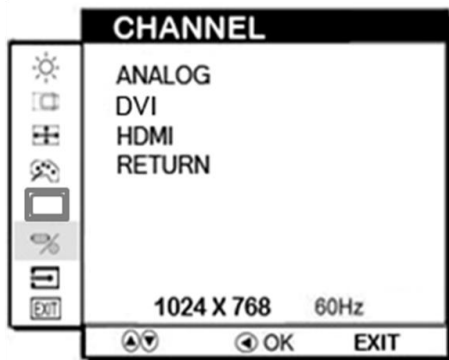 CHANNEL
ANALOG
DVI
HDMI
RETURN
EXIT
1024 X 768 60Hz
OK EXIT